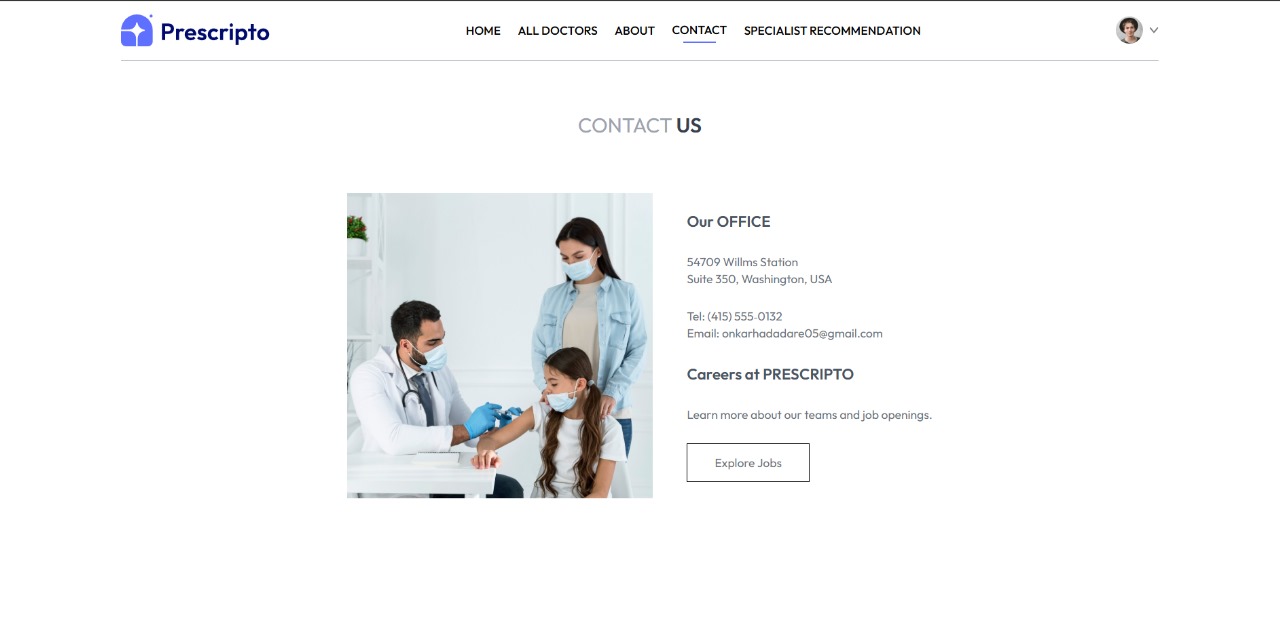 Prescripto
HOME
ALL DOCTORS
ABOUT
CONTACT
SPECIALIST RECOMMENDATION
CONTACT US
Our OFFICE
54709 Willms Station
Suite 350, Washington, USA
Tel: (415) 555-0132
Email: onkarhadadare05@gmail.com
Careers at PRESCRIPTO
Learn more about our teams and job openings.
Explore Jobs